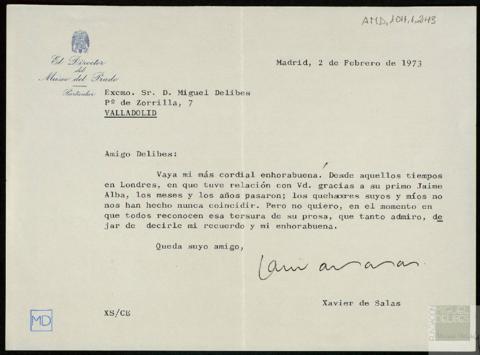 AMD,104,1,243
El Director
del
Museo del Prado
Particular
Madrid, 2 de Febrero de 1973
Excmo. Sr. D. Miguel Delibes
Pº de Zorrilla, 7
VALLADOLID
Amigo Delibes:
Vaya mi más cordial enhorabuena. Desde aquellos tiempos
en Londres, en que tuve relación con Vd. gracias a su primo Jaime
Alba, los meses y los años pasaron; los quehaceres suyos y míos no
nos han hecho nunca coincidir. Pero no quiero, en el momento en
que todos reconocen esa tersura de su prosa, que tanto admiro, de
jar de decirle mi recuerdo y mi enhorabuena.
Queda suyo amigo,
Xavier de Salas
XS/CB
MD
FUNDACIÓN
MIGUEL
DELIBES